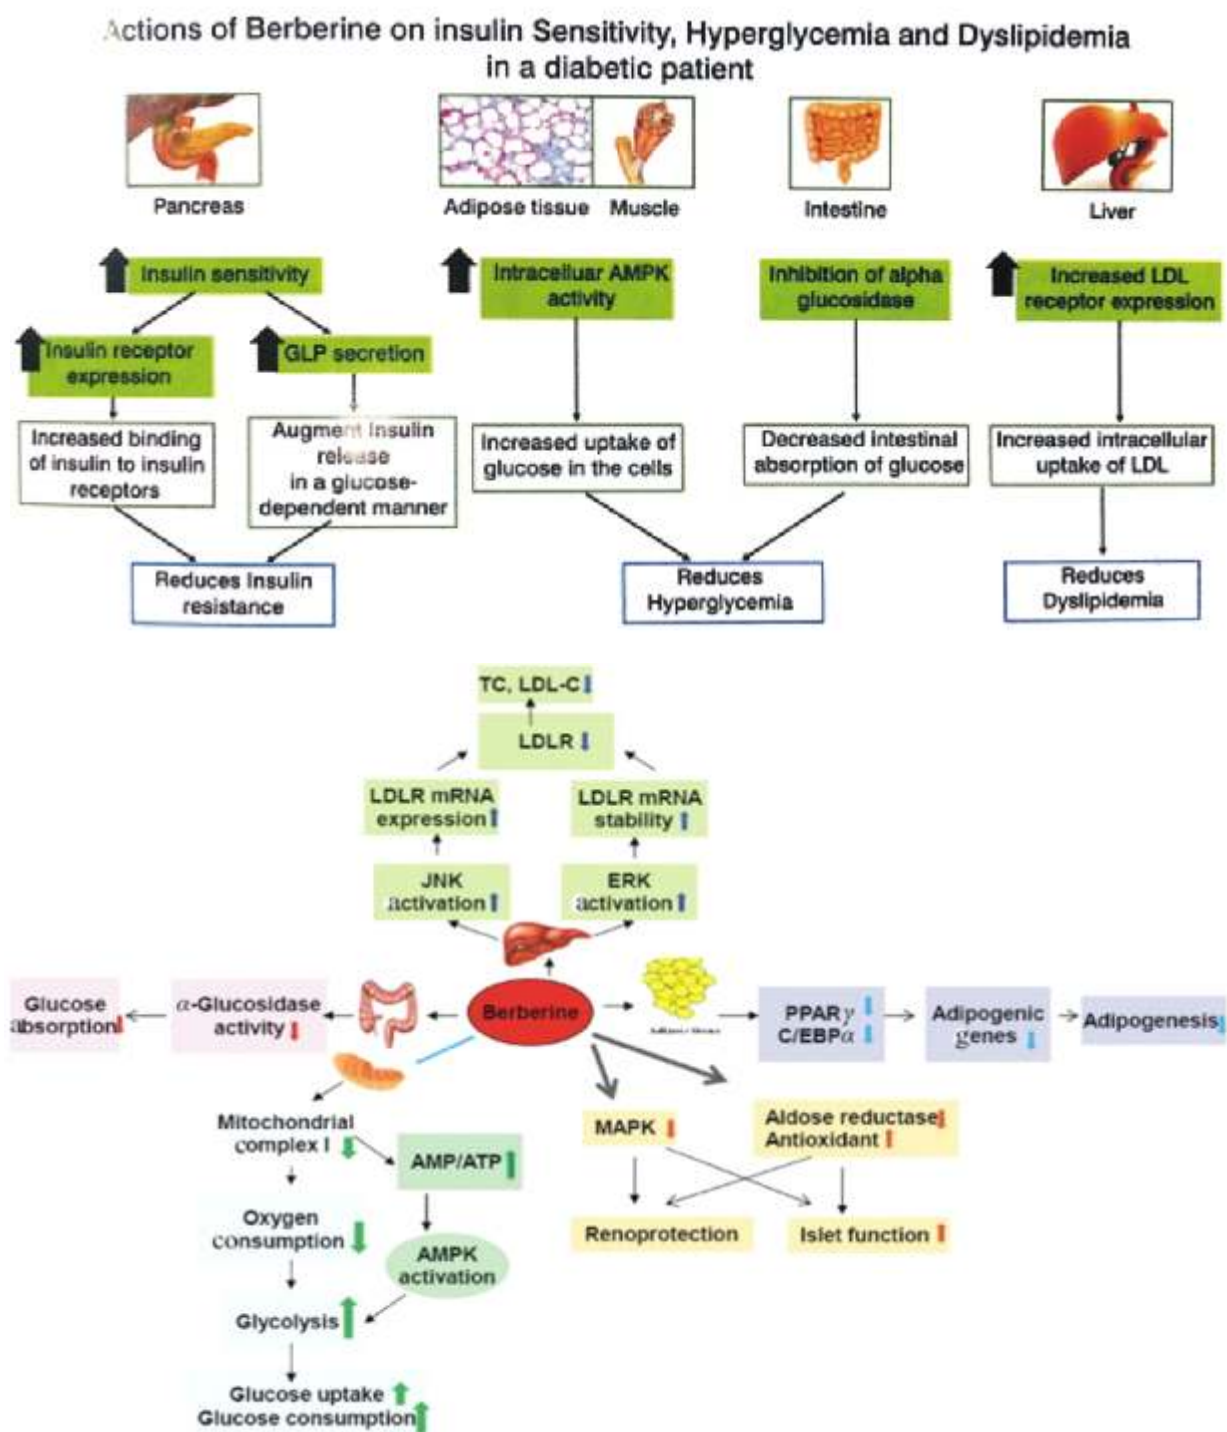 Actions of Berberine on insulin Sensitivity, Hyperglycemia and Dyslipidemia
in a diabetic patient
Pancreas
Adipose tissue
Muscle
Intestine
Liver
Insulin sensitivity
Intracelluar AMPK
activity
Inhibition of alpha
glucosidase
Increased LDL
receptor expression
Insulin receptor
expression
GLP secretion
Increased binding
of insulin to insulin
receptors
Augment Insulin
release
in a glucose-
dependent manner
Increased uptake of
glucose in the cells
Decreased intestinal
absorption of glucose
Increased intracellular
uptake of LDL
Reduces Insulin
resistance
Reduces
Hyperglycemia
Reduces
Dyslipidemia
TC, LDL-C ↓
LDLR ↓
LDLR mRNA
expression ↑
LDLR mRNA
stability ↑
JNK
activation ↑
ERK
activation ↑
Glucose
absorption ↓
α-Glucosidase
activity ↓
Berberine
PPARγ ↓
C/EBPα ↓
Adipogenic
genes ↓
Adipogenesis ↓
Mitochondrial
complex I ↓
AMP/ATP ↑
MAPK ↓
Aldose reductase ↓
Antioxidant ↑
Oxygen
consumption ↓
AMPK
activation
Renoprotection
Islet function ↑
Glycolysis ↑
Glucose uptake ↑
Glucose consumption ↑